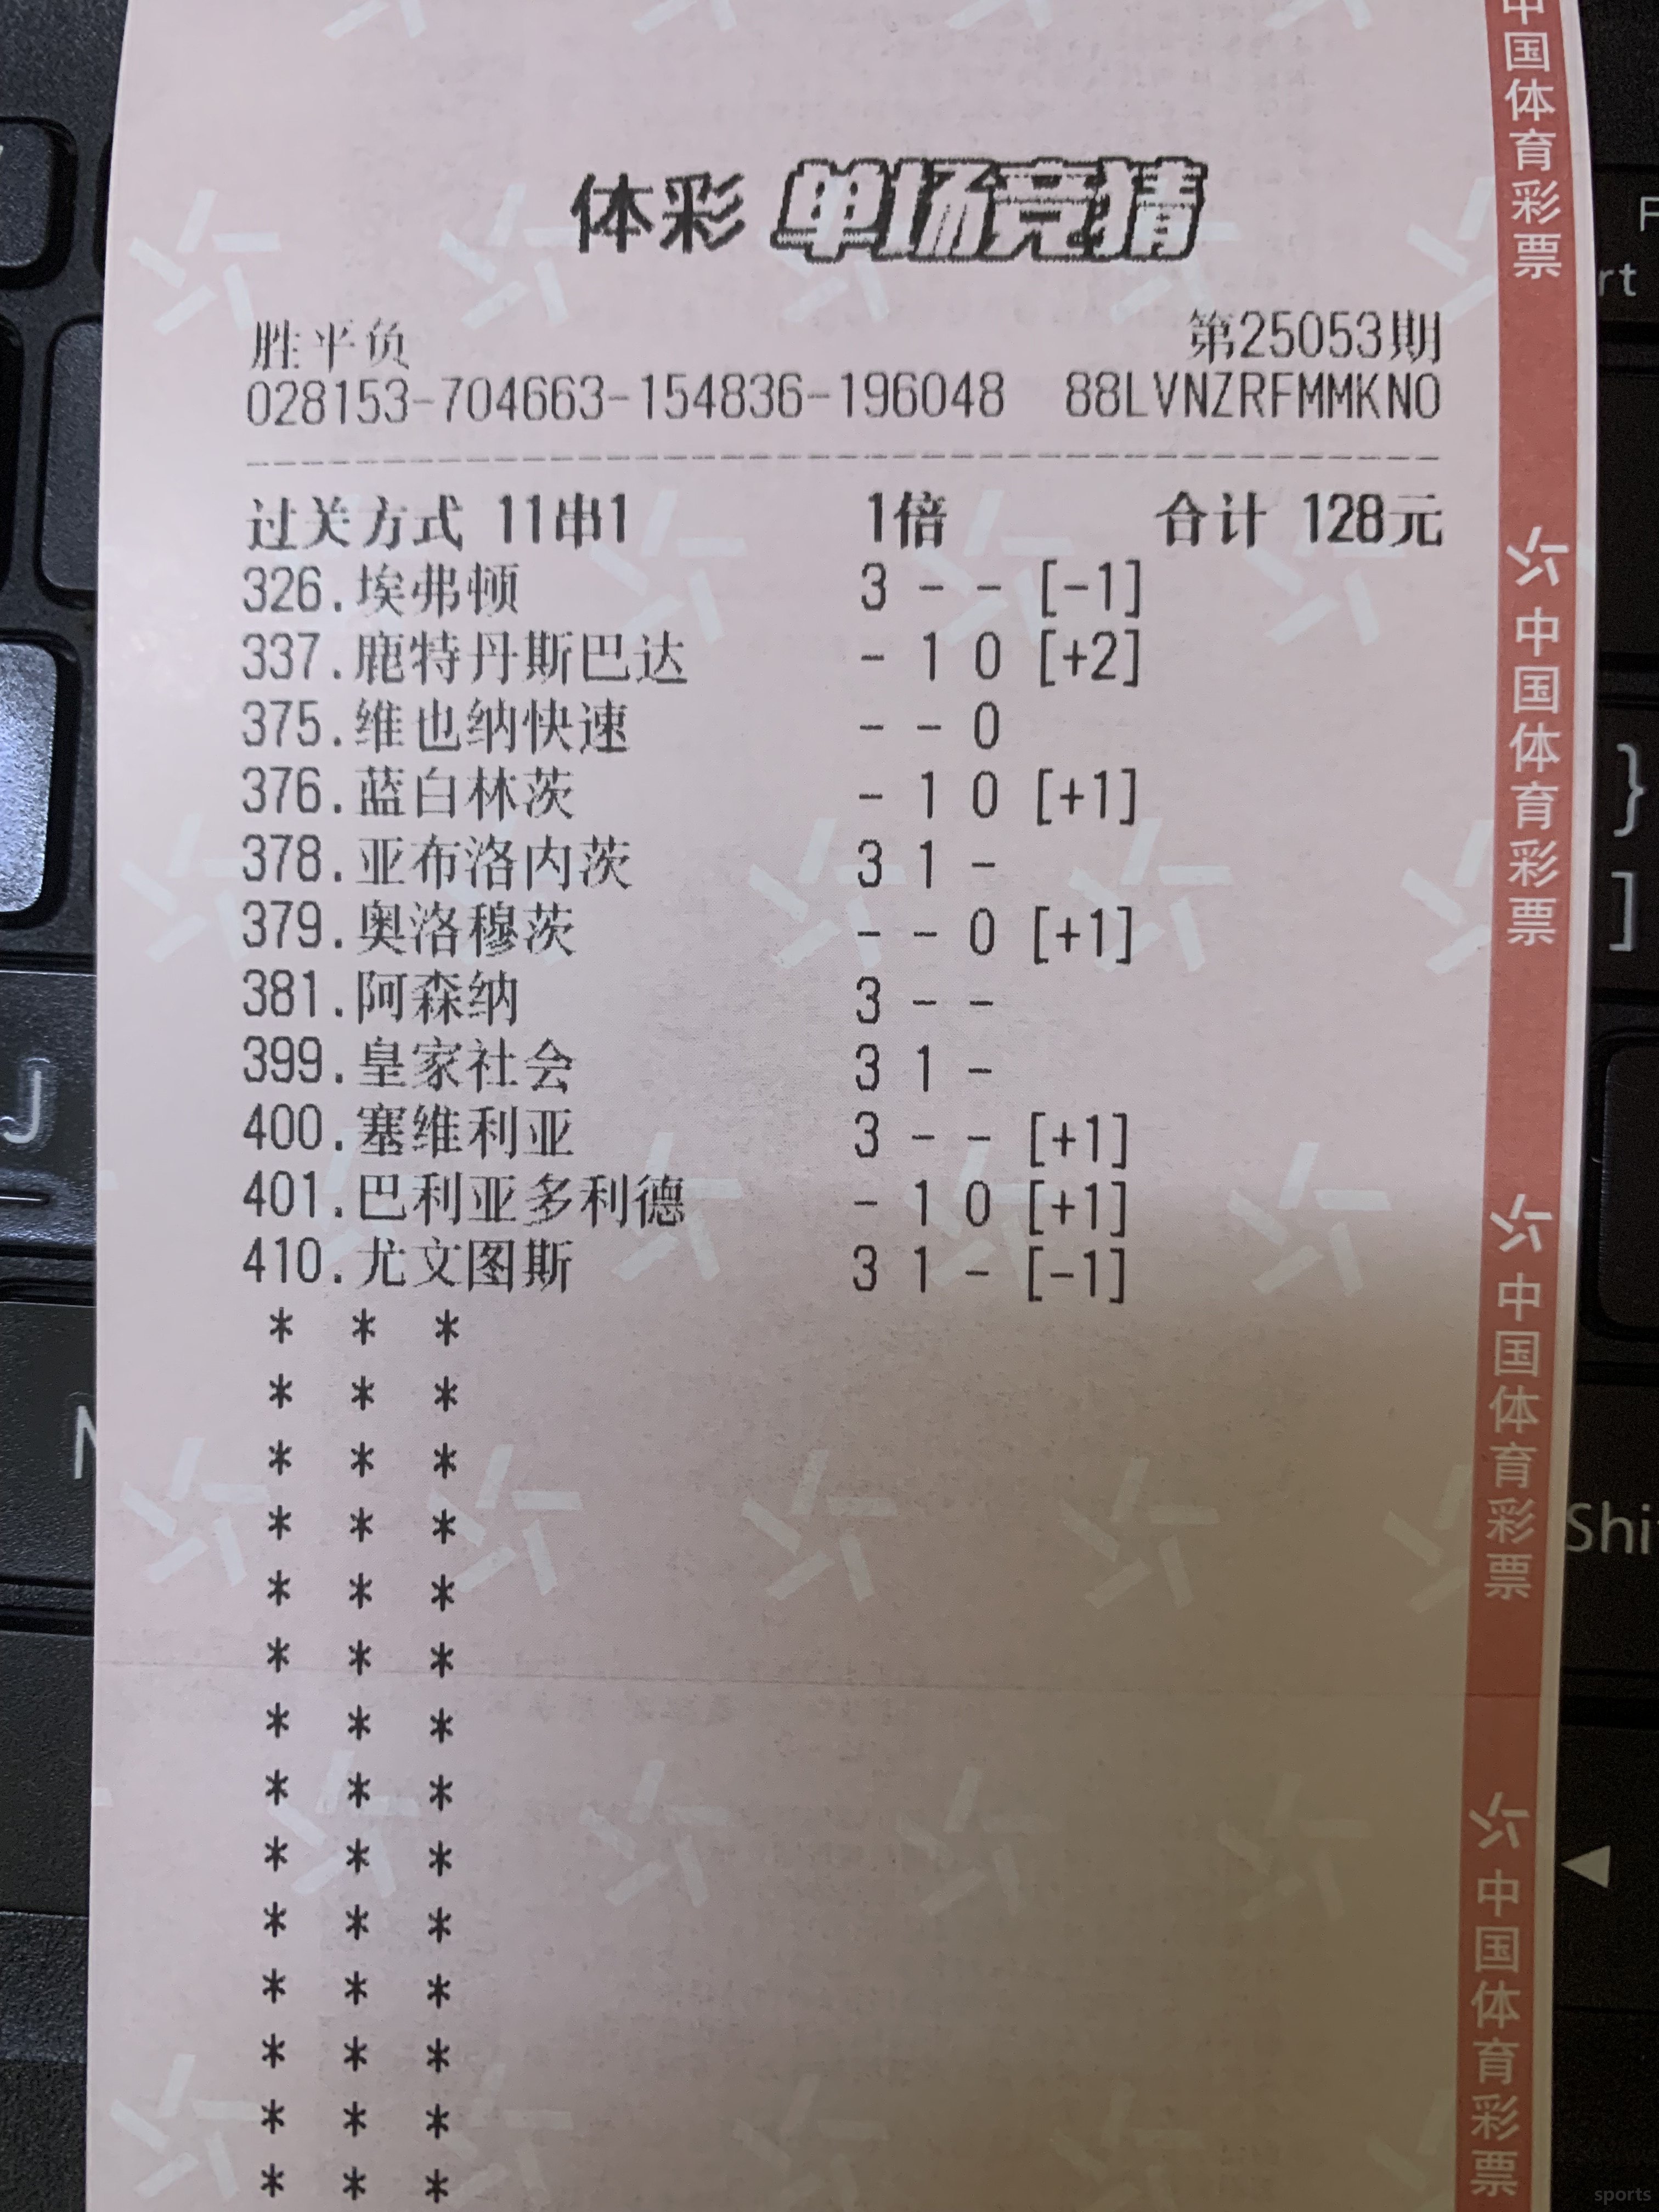 体彩 单场竞猜
胜平负 第25053期
028153-704663-154836-196048 88LVNZRFMMKNO
过关方式 11串1 1倍 合计 128元
326.埃弗顿 3 - - [-1]
337.鹿特丹斯巴达 - 1 0 [+2]
375.维也纳快速 - - 0
376.蓝白林茨 - 1 0 [+1]
378.亚布洛内茨 3 1 -
379.奥洛穆茨 - - 0 [+1]
381.阿森纳 3 - -
399.皇家社会 3 1 -
400.塞维利亚 3 - - [+1]
401.巴利亚多利德 - 1 0 [+1]
410.尤文图斯 3 1 - [-1]
* * *
* * *
* * *
* * *
* * *
* * *
* * *
* * *
* * *
* * *
* * *
* * *
* * *
* * *
中国体育彩票
中国体育彩票
中国体育彩票
中国体育彩票
rt
}
]
J
Shi
sports